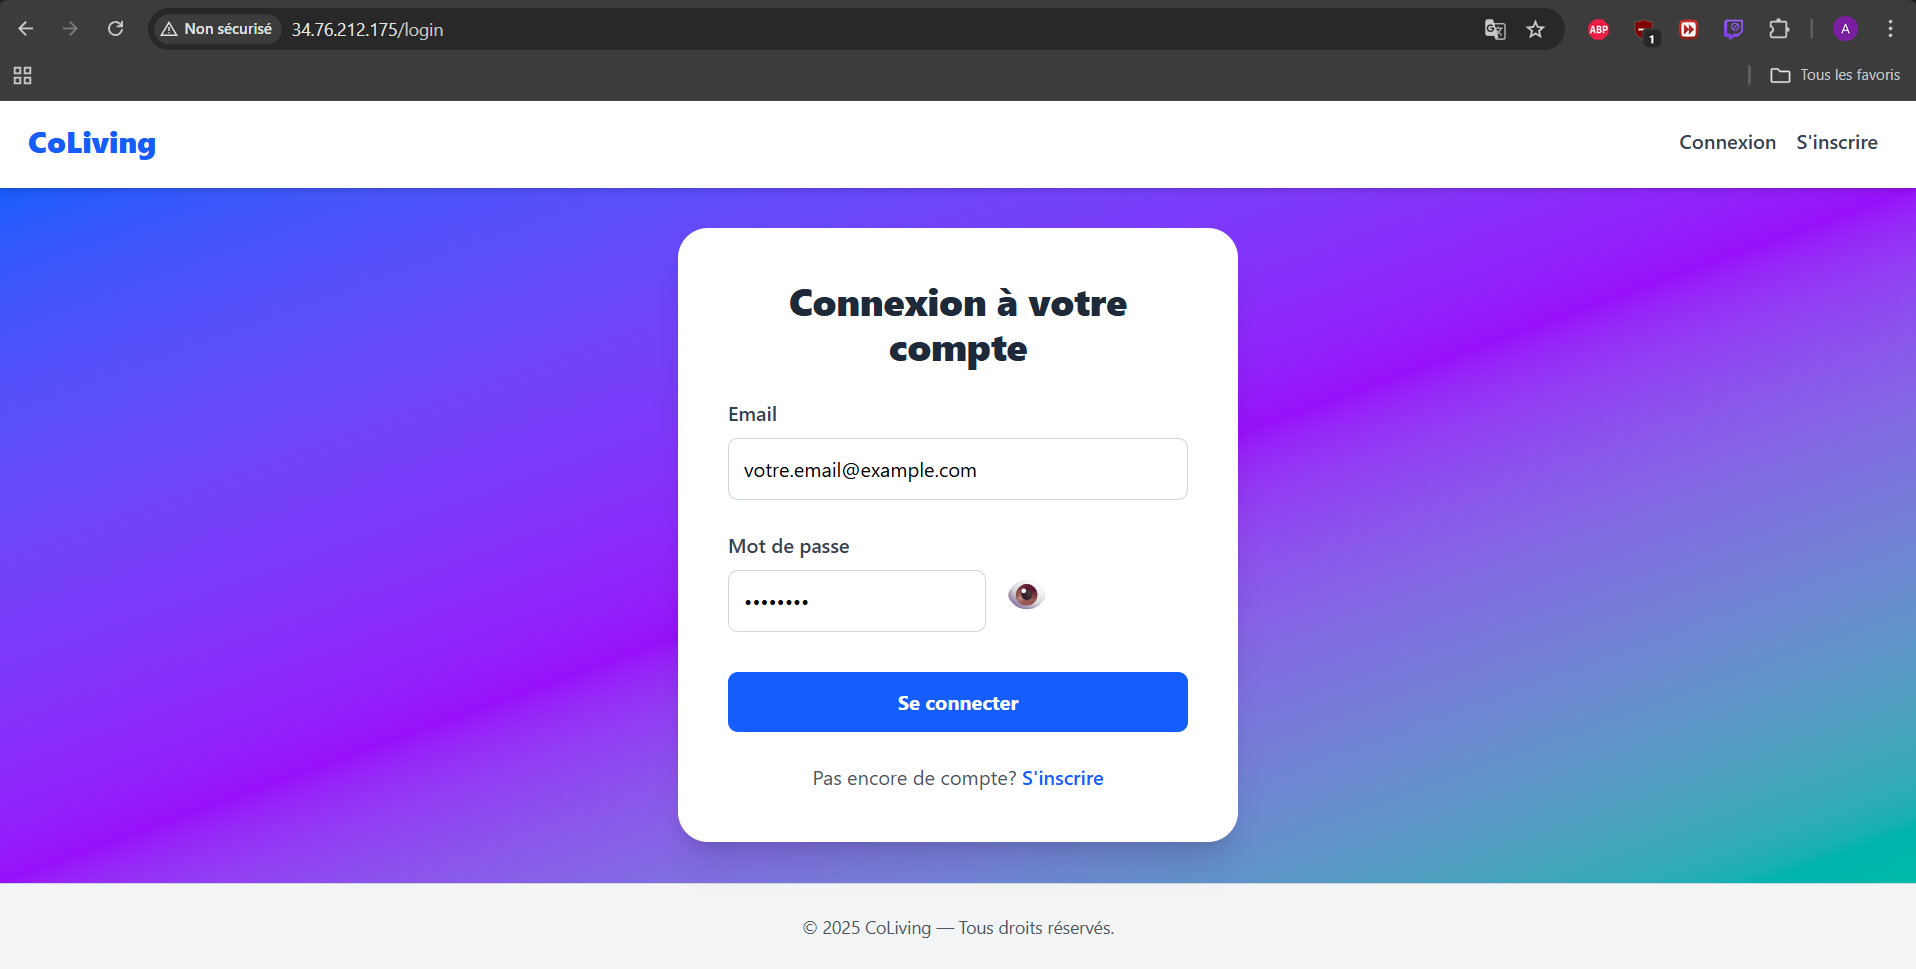 Non sécurisé 34.76.212.175/login
ABP
1
A
Tous les favoris
CoLiving
Connexion S'inscrire
Connexion à votre
compte
Email
votre.email@example.com
Mot de passe
••••••••
Se connecter
Pas encore de compte? S'inscrire
© 2025 CoLiving — Tous droits réservés.